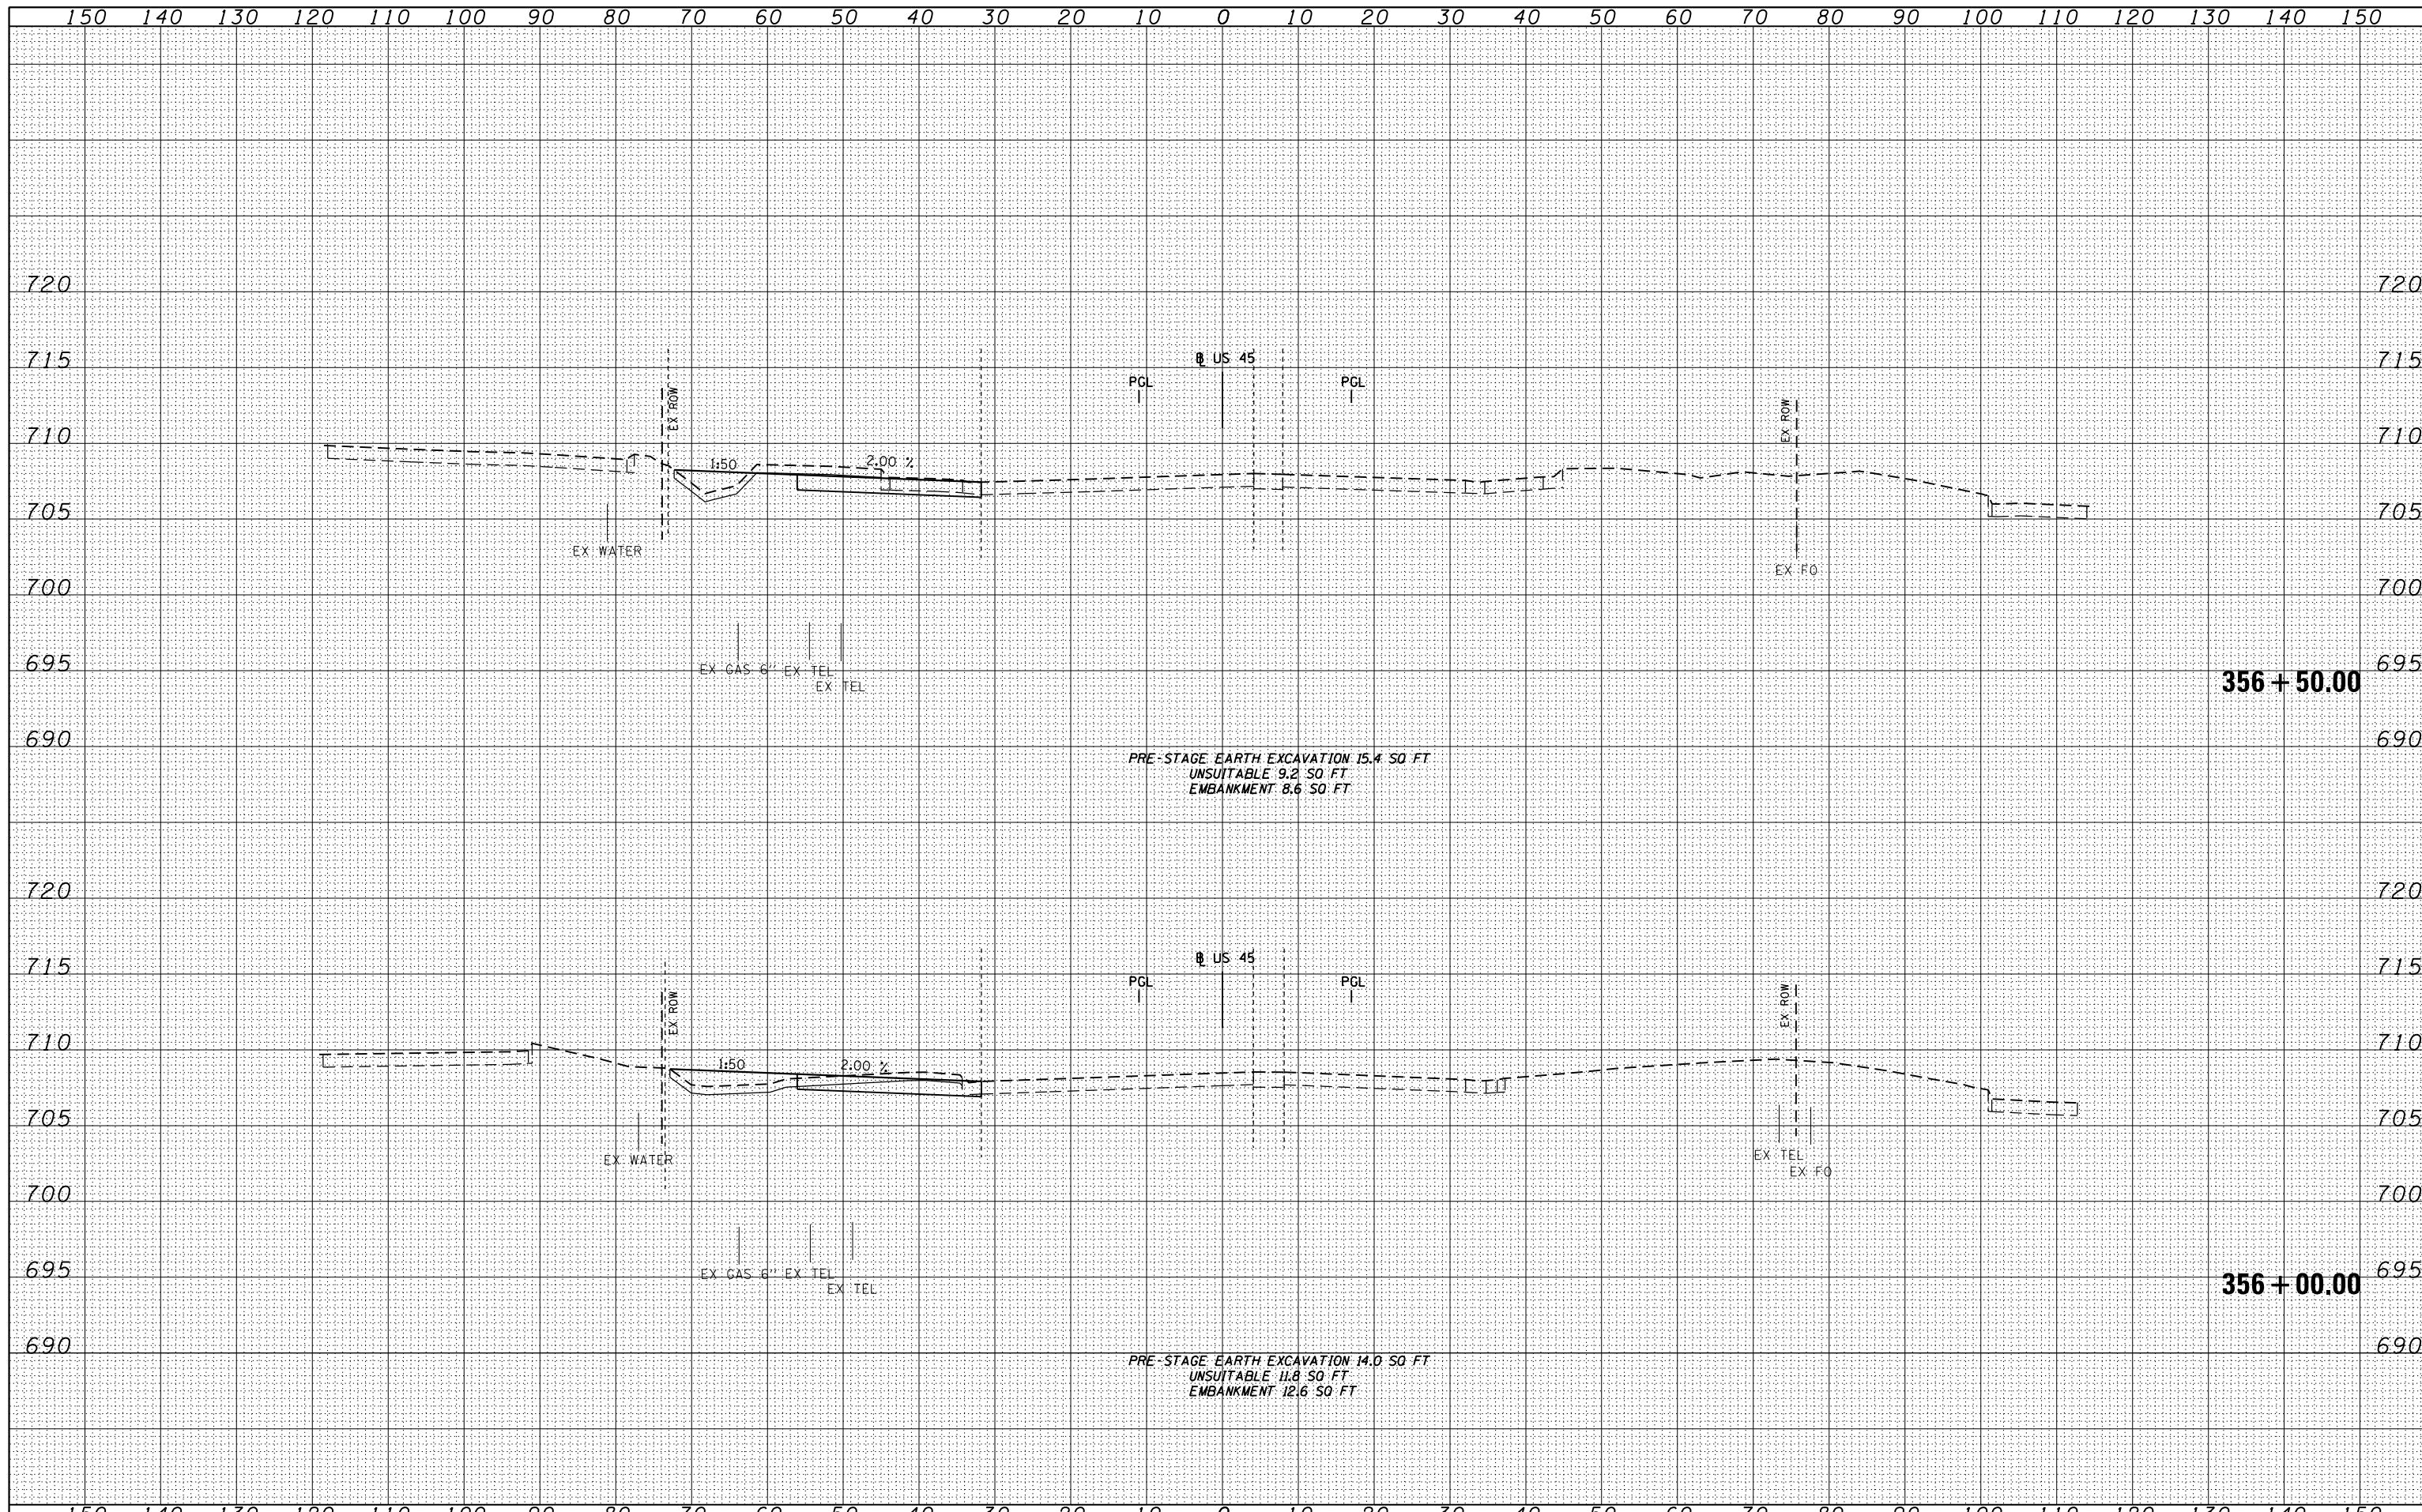 150 140 130 120 110 100 90 80 70 60 50 40 30 20 10 0 10 20 30 40 50 60 70 80 90 100 110 120 130 140 150
720 720
715 715
℄ US 45
PGL PGL
EX ROW EX ROW
710 710
1:50 2.00 %
705 705
EX WATER
EX FO
700 700
695 695
EX GAS 6" EX TEL
EX TEL
356 + 50.00
690 690
PRE-STAGE EARTH EXCAVATION 15.4 SQ FT
UNSUITABLE 9.2 SQ FT
EMBANKMENT 8.6 SQ FT
720 720
715 715
℄ US 45
PGL PGL
EX ROW EX ROW
710 710
1:50 2.00 %
705 705
EX WATER EX TEL
EX FO
700 700
695 695
EX GAS 6" EX TEL
EX TEL
356 + 00.00
690 690
PRE-STAGE EARTH EXCAVATION 14.0 SQ FT
UNSUITABLE 11.8 SQ FT
EMBANKMENT 12.6 SQ FT
150 140 130 120 110 100 90 80 70 60 50 40 30 20 10 0 10 20 30 40 50 60 70 80 90 100 110 120 130 140 150